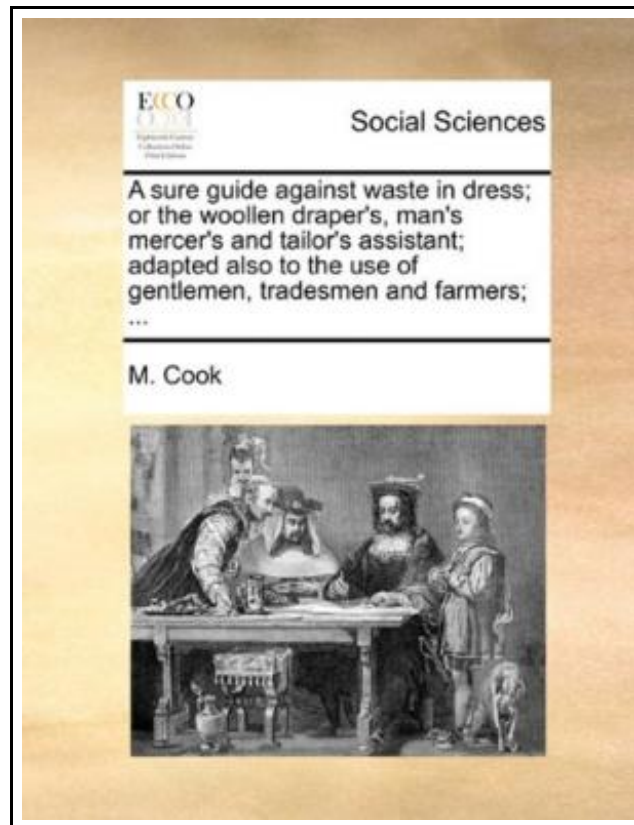 ECCO
Social Sciences
A sure guide against waste in dress;
or the woollen draper's, man's
mercer's and tailor's assistant;
adapted also to the use of
gentlemen, tradesmen and farmers;
...
M. Cook